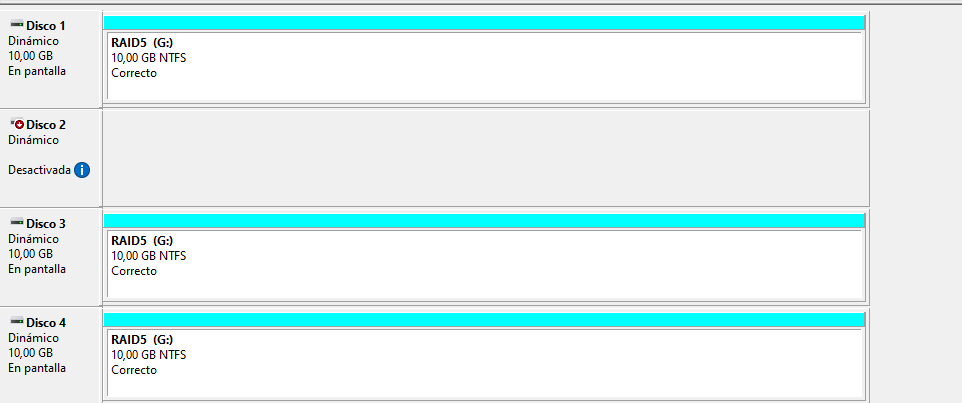 Disco 1
Dinámico
10,00 GB
En pantalla
RAID5 (G:)
10,00 GB NTFS
Correcto
Disco 2
Dinámico
Desactivada
Disco 3
Dinámico
10,00 GB
En pantalla
RAID5 (G:)
10,00 GB NTFS
Correcto
Disco 4
Dinámico
10,00 GB
En pantalla
RAID5 (G:)
10,00 GB NTFS
Correcto